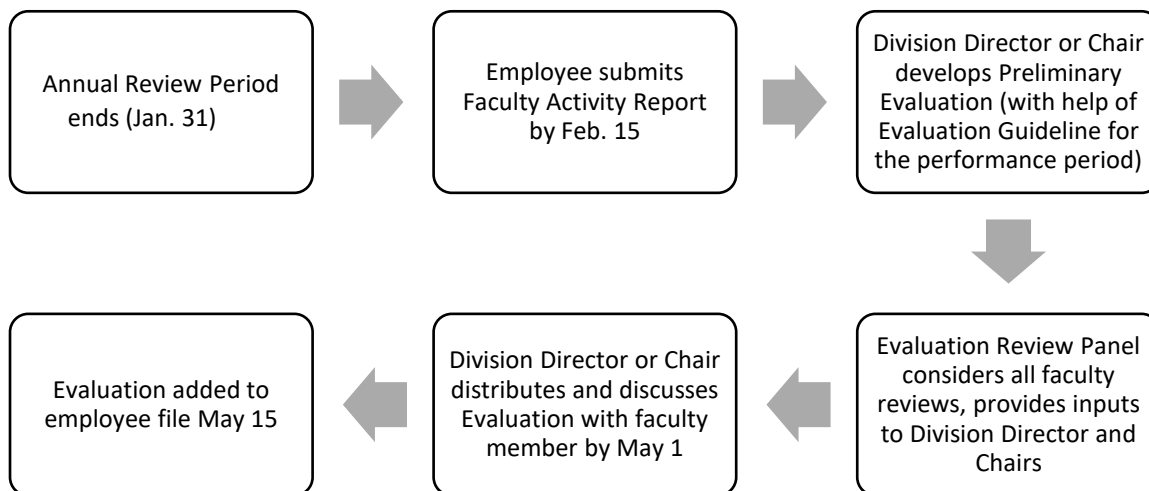 Annual Review Period
ends (Jan. 31)
Employee submits
Faculty Activity Report
by Feb. 15
Division Director or Chair
develops Preliminary
Evaluation (with help of
Evaluation Guideline for
the performance period)
Evaluation Review Panel
considers all faculty
reviews, provides inputs
to Division Director and
Chairs
Division Director or Chair
distributes and discusses
Evaluation with faculty
member by May 1
Evaluation added to
employee file May 15